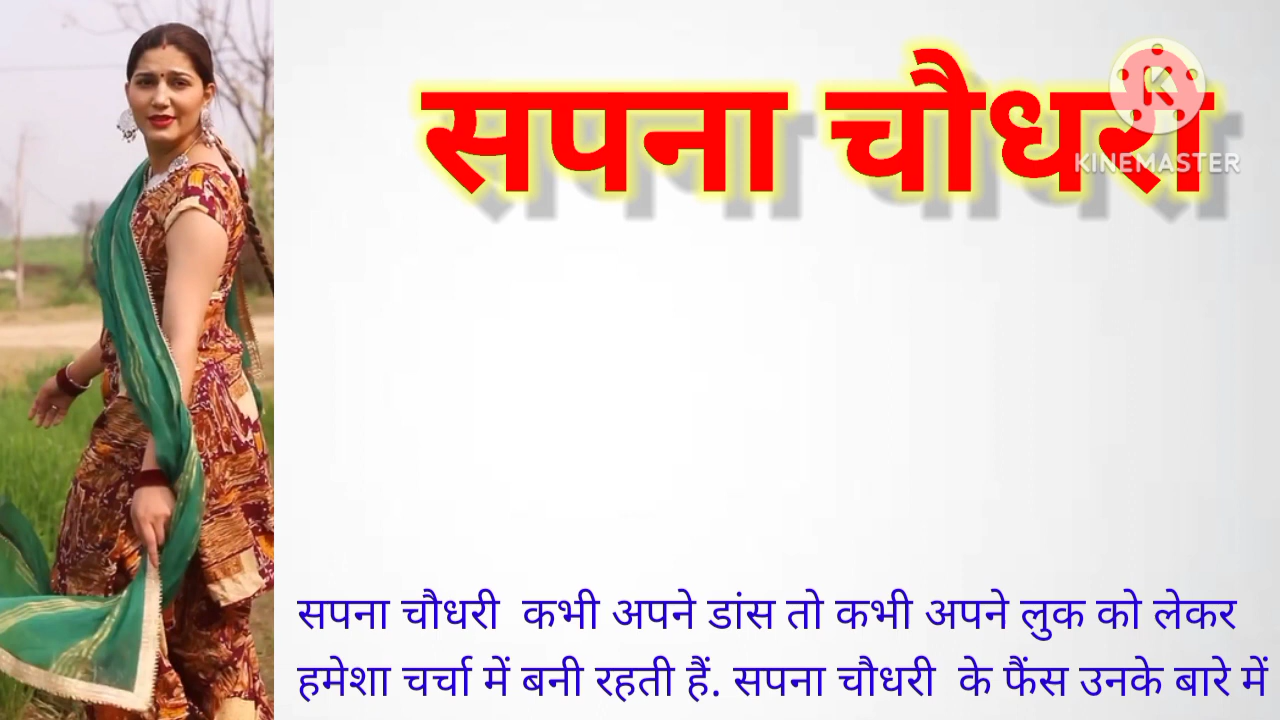 सपना चौधरी
KINEMASTER
सपना चौधरी कभी अपने डांस तो कभी अपने लुक को लेकर
हमेशा चर्चा में बनी रहती हैं. सपना चौधरी के फैंस उनके बारे में